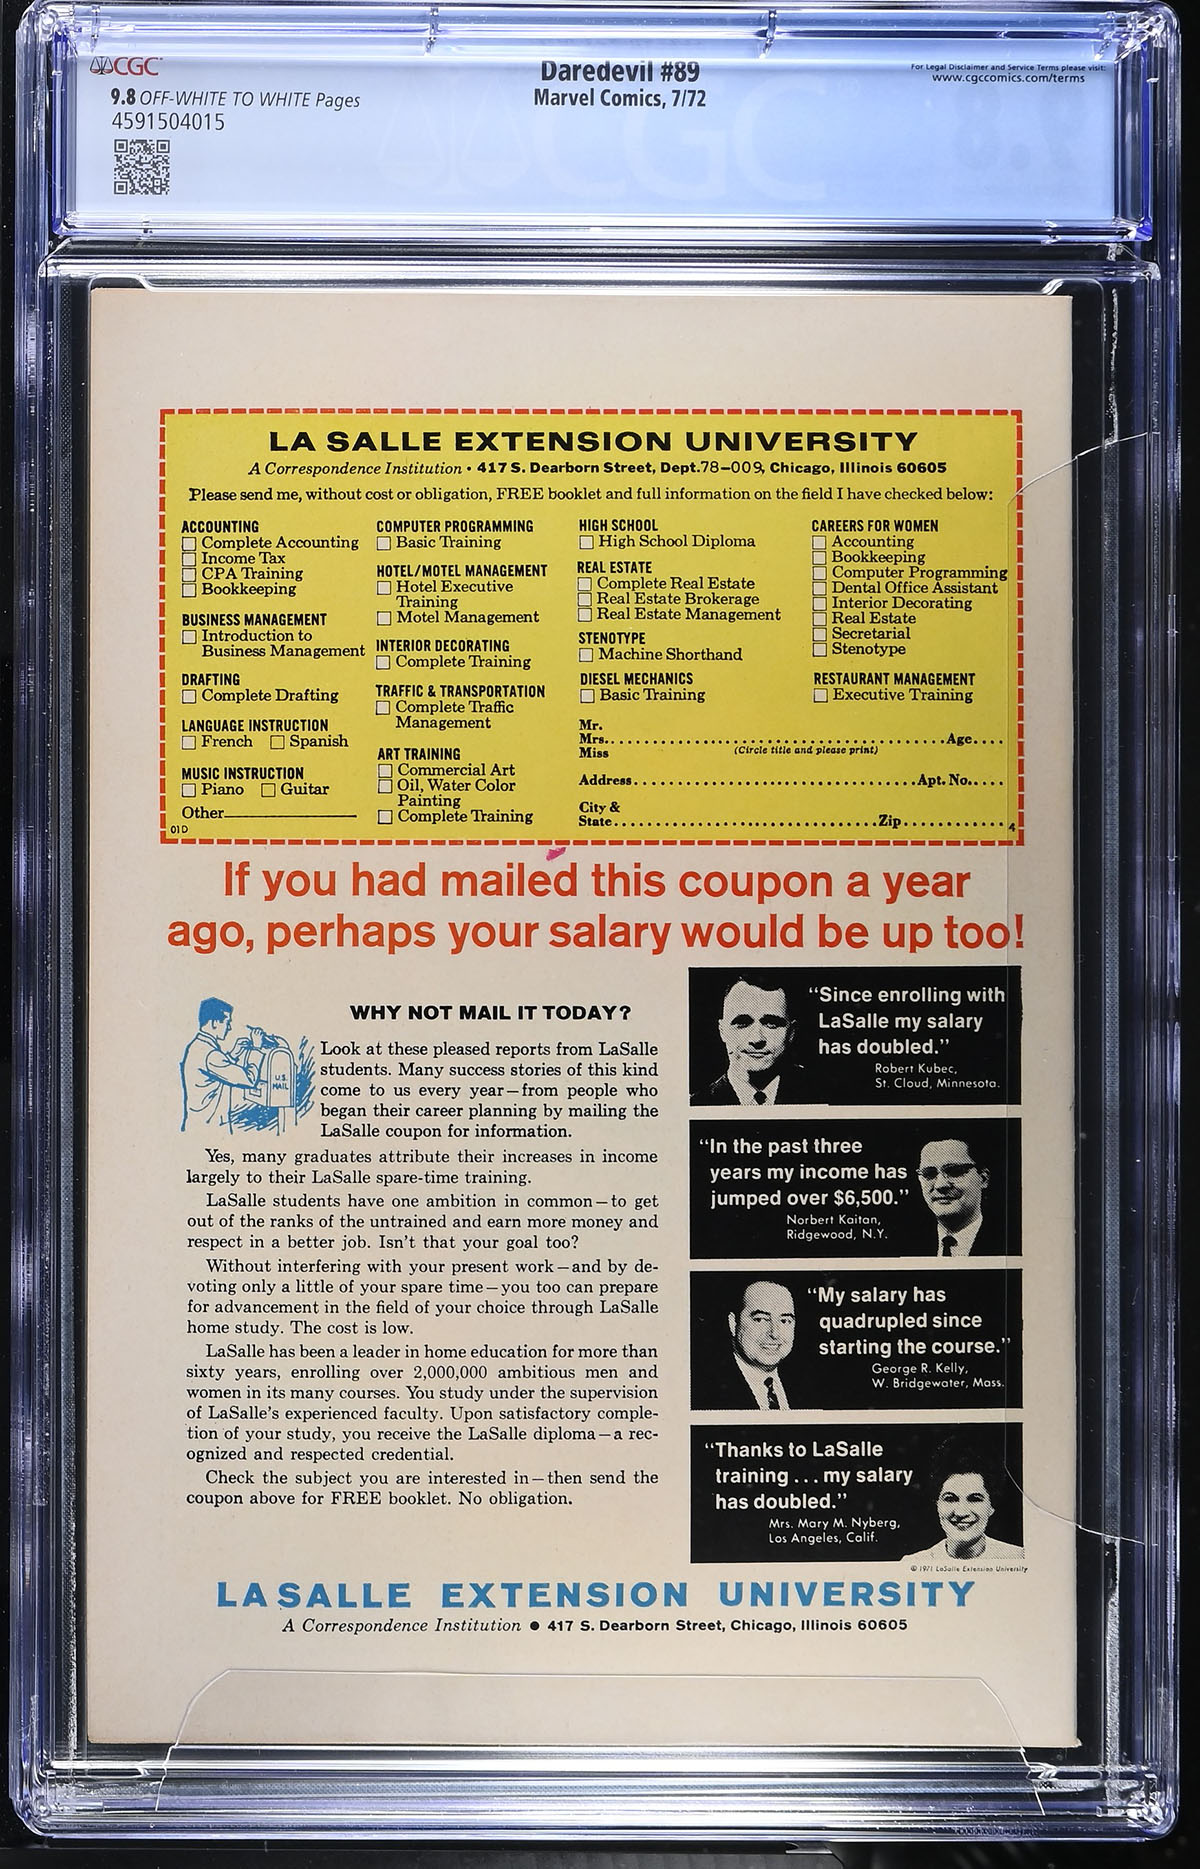 CGC
Daredevil #89
For Legal Disclaimer and Service Terms please visit:
9.8 OFF-WHITE TO WHITE Pages
Marvel Comics, 7/72
www.cgccomics.com/terms
4591504015
CGC
9.8
LA SALLE EXTENSION UNIVERSITY
A Correspondence Institution • 417 S. Dearborn Street, Dept. 78-009, Chicago, Illinois 60605
Please send me, without cost or obligation, FREE booklet and full information on the field I have checked below:
ACCOUNTING
Complete Accounting
Income Tax
CPA Training
Bookkeeping
BUSINESS MANAGEMENT
Introduction to
Business Management
DRAFTING
Complete Drafting
LANGUAGE INSTRUCTION
French Spanish
MUSIC INSTRUCTION
Piano Guitar
Other
01D
COMPUTER PROGRAMMING
Basic Training
HOTEL/MOTEL MANAGEMENT
Hotel Executive
Training
Motel Management
INTERIOR DECORATING
Complete Training
TRAFFIC & TRANSPORTATION
Complete Traffic
Management
ART TRAINING
Commercial Art
Oil, Water Color
Painting
Complete Training
HIGH SCHOOL
High School Diploma
REAL ESTATE
Complete Real Estate
Real Estate Brokerage
Real Estate Management
STENOTYPE
Machine Shorthand
DIESEL MECHANICS
Basic Training
CAREERS FOR WOMEN
Accounting
Bookkeeping
Computer Programming
Dental Office Assistant
Interior Decorating
Real Estate
Secretarial
Stenotype
RESTAURANT MANAGEMENT
Executive Training
Mr.
Mrs. Age
Miss (Circle title and please print)
Address Apt. No.
City &
State Zip
4
If you had mailed this coupon a year
ago, perhaps your salary would be up too!
WHY NOT MAIL IT TODAY?
U.S.
MAIL
Look at these pleased reports from LaSalle
students. Many success stories of this kind
come to us every year—from people who
began their career planning by mailing the
LaSalle coupon for information.
Yes, many graduates attribute their increases in income
largely to their LaSalle spare-time training.
LaSalle students have one ambition in common—to get
out of the ranks of the untrained and earn more money and
respect in a better job. Isn't that your goal too?
Without interfering with your present work—and by de-
voting only a little of your spare time—you too can prepare
for advancement in the field of your choice through LaSalle
home study. The cost is low.
LaSalle has been a leader in home education for more than
sixty years, enrolling over 2,000,000 ambitious men and
women in its many courses. You study under the supervision
of LaSalle's experienced faculty. Upon satisfactory comple-
tion of your study, you receive the LaSalle diploma—a rec-
ognized and respected credential.
Check the subject you are interested in—then send the
coupon above for FREE booklet. No obligation.
“Since enrolling with
LaSalle my salary
has doubled.”
Robert Kubec,
St. Cloud, Minnesota.
“In the past three
years my income has
jumped over $6,500.”
Norbert Kaitan,
Ridgewood, N.Y.
“My salary has
quadrupled since
starting the course.”
George R. Kelly,
W. Bridgewater, Mass.
“Thanks to LaSalle
training . . . my salary
has doubled.”
Mrs. Mary M. Nyberg,
Los Angeles, Calif.
© 1971 LaSalle Extension University
LASALLE EXTENSION UNIVERSITY
A Correspondence Institution ● 417 S. Dearborn Street, Chicago, Illinois 60605